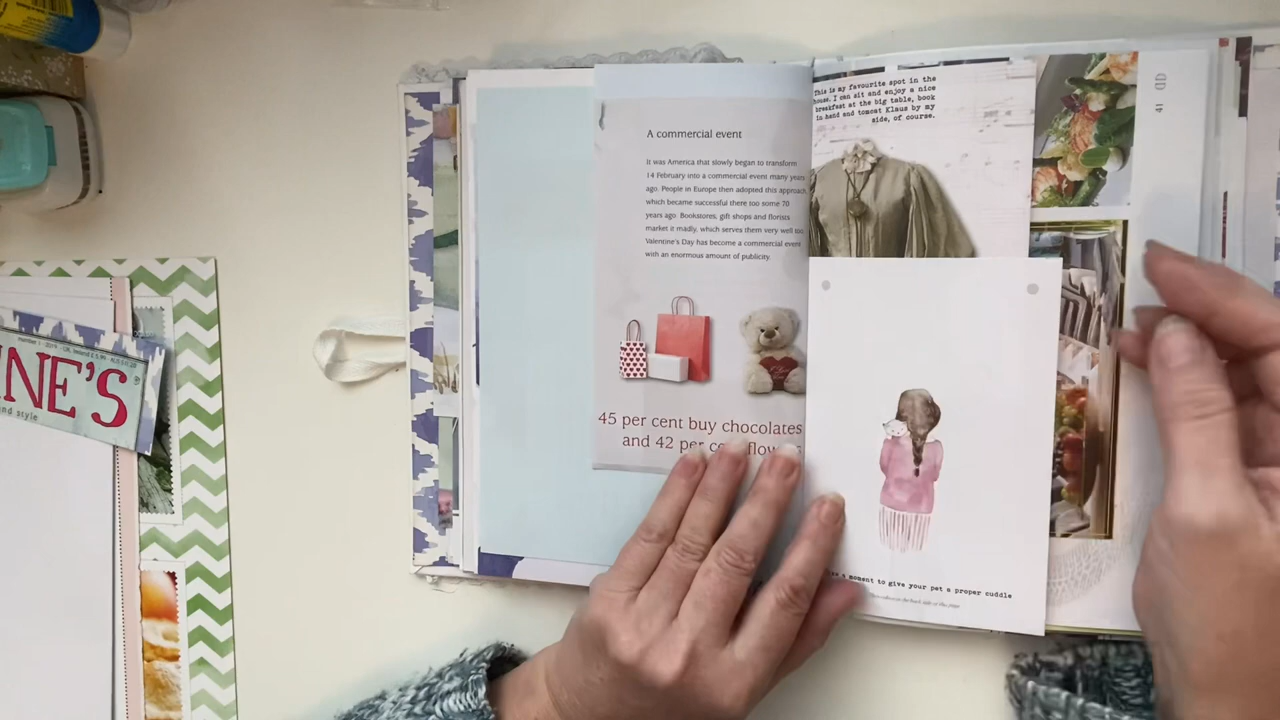 A commercial event
It was America that slowly began to transform
14 February into a commercial event many years
ago. People in Europe then adopted this approach,
which became successful there too some 70
years ago. Bookstores, gift shops and florists
market it madly, which serves them very well too.
Valentine's Day has become a commercial event
with an enormous amount of publicity.
45 per cent buy chocolates
and 42 per
This is my favourite spot in the
house. I can sit and enjoy a nice
breakfast at the big table, book
in hand and tomcat Klaus by my
side, of course.
41
a moment to give your pet a proper cuddle
INE'S
nd style